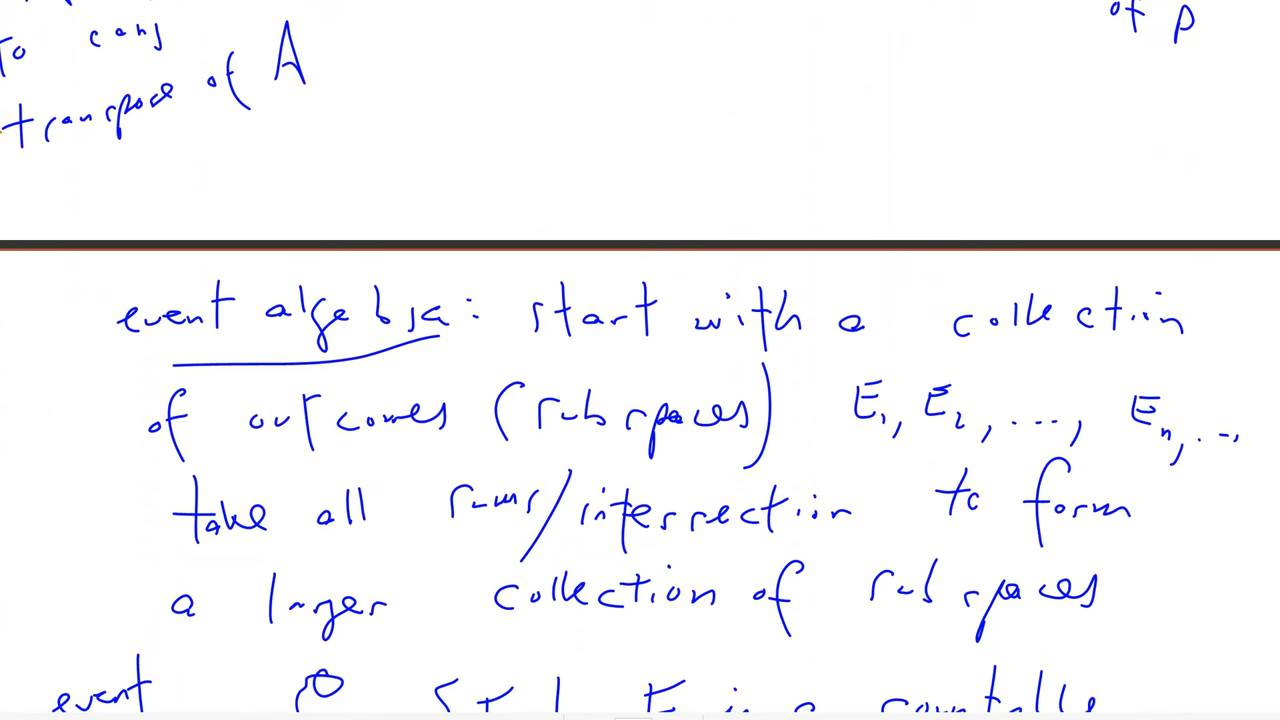 To conj
of p
transpose of A
event algebra: start with a collection
of outcomes (subspaces) E₁, E₂, ..., Eₙ, ...
take all sums/intersection to form
a larger collection of subspaces
event